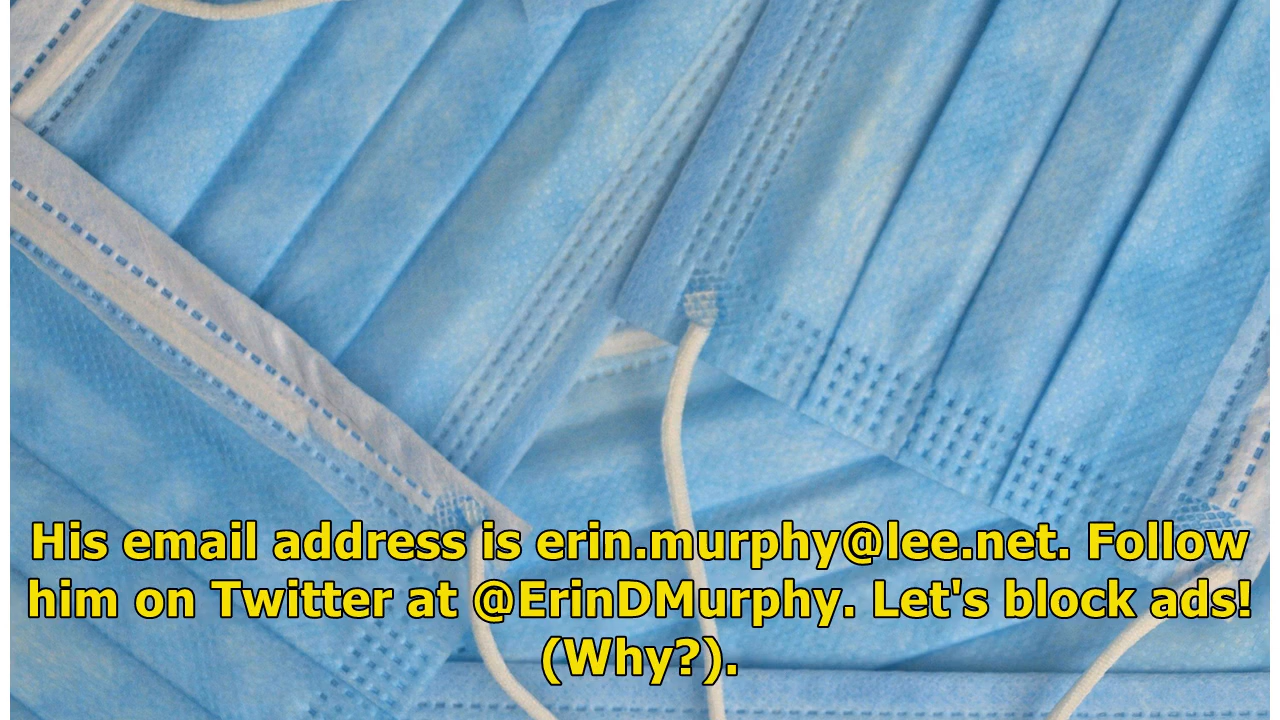 His email address is erin.murphy@lee.net. Follow
him on Twitter at @ErinDMurphy. Let's block ads!
(Why?).